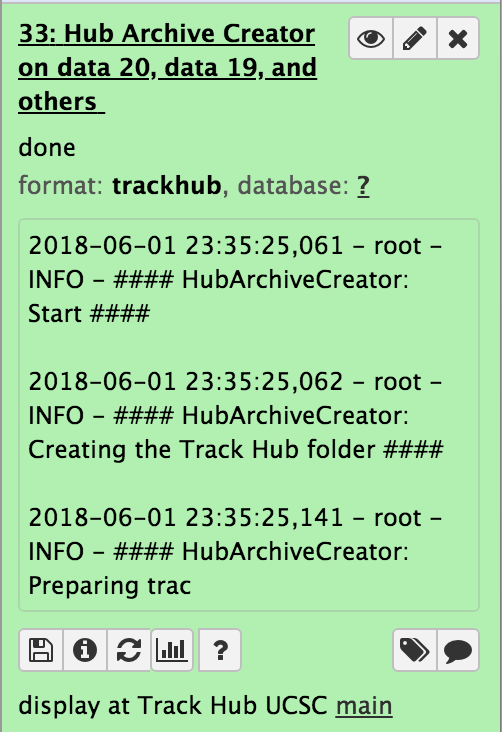 33: Hub Archive Creator
on data 20, data 19, and
others
done
format: trackhub, database: ?
2018-06-01 23:35:25,061 - root -
INFO - #### HubArchiveCreator:
Start ####
2018-06-01 23:35:25,062 - root -
INFO - #### HubArchiveCreator:
Creating the Track Hub folder ####
2018-06-01 23:35:25,141 - root -
INFO - #### HubArchiveCreator:
Preparing trac
?
display at Track Hub UCSC main